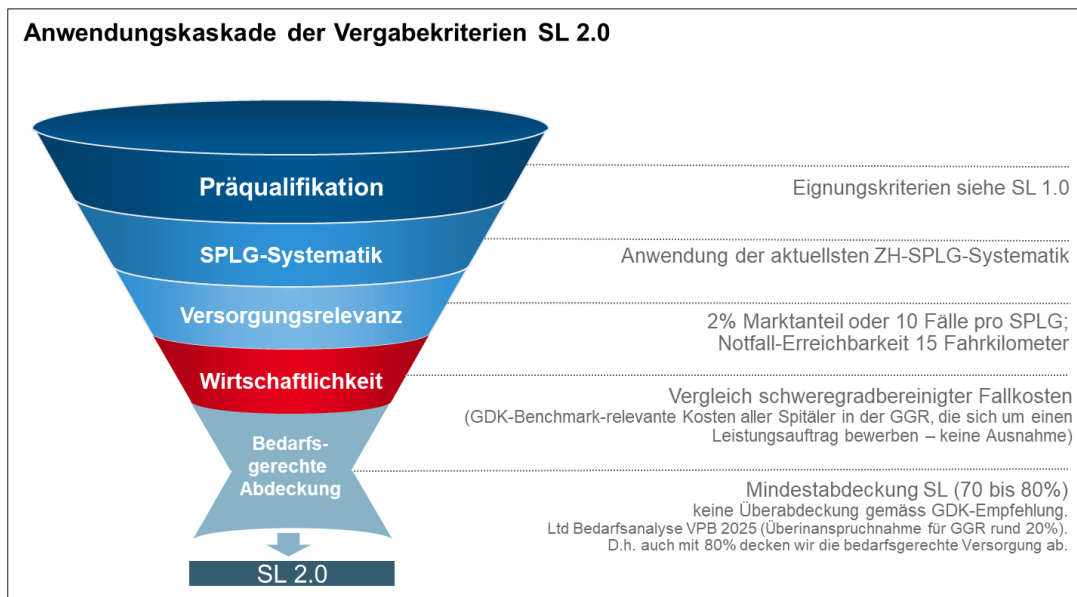 Anwendungskaskade der Vergabekriterien SL 2.0
Präqualifikation
Eignungskriterien siehe SL 1.0
SPLG-Systematik
Anwendung der aktuellsten ZH-SPLG-Systematik
Versorgungsrelevanz
2% Marktanteil oder 10 Fälle pro SPLG;
Notfall-Erreichbarkeit 15 Fahrkilometer
Wirtschaftlichkeit
Vergleich schweregradbereinigter Fallkosten
(GDK-Benchmark-relevante Kosten aller Spitäler in der GGR, die sich um einen
Leistungsauftrag bewerben – keine Ausnahme)
Bedarfs-
gerechte
Abdeckung
Mindestabdeckung SL (70 bis 80%)
keine Überabdeckung gemäss GDK-Empfehlung.
Ltd Bedarfsanalyse VPB 2025 (Überinanspruchnahme für GGR rund 20%).
D.h. auch mit 80% decken wir die bedarfsgerechte Versorgung ab.
SL 2.0